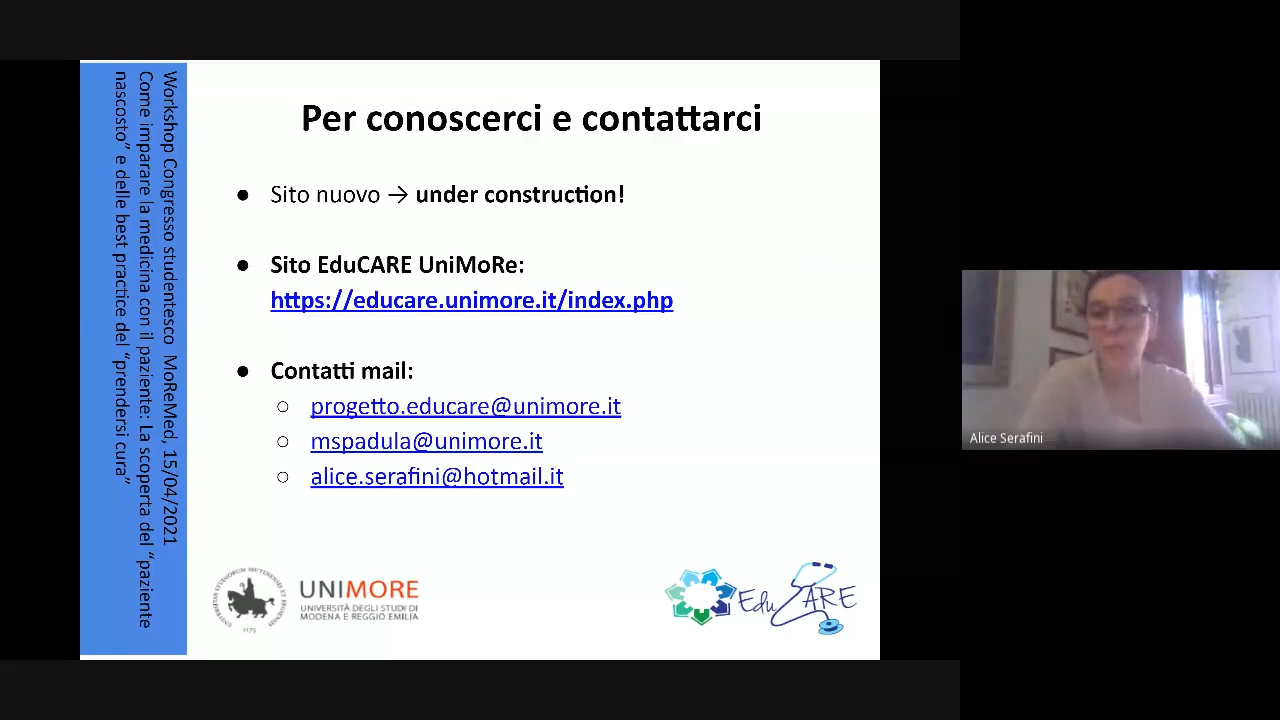 Workshop Congresso studentesco MoReMed, 15/04/2021
Come imparare la medicina con il paziente: La scoperta del “paziente
nascosto” e delle best practice del “prendersi cura”
Per conoscerci e contattarci
● Sito nuovo → under construction!
● Sito EduCARE UniMoRe:
https://educare.unimore.it/index.php
● Contatti mail:
○ progetto.educare@unimore.it
○ mspadula@unimore.it
○ alice.serafini@hotmail.it
UNIMORE
UNIVERSITÀ DEGLI STUDI DI
MODENA E REGGIO EMILIA
1175
EduCARE
Alice Serafini